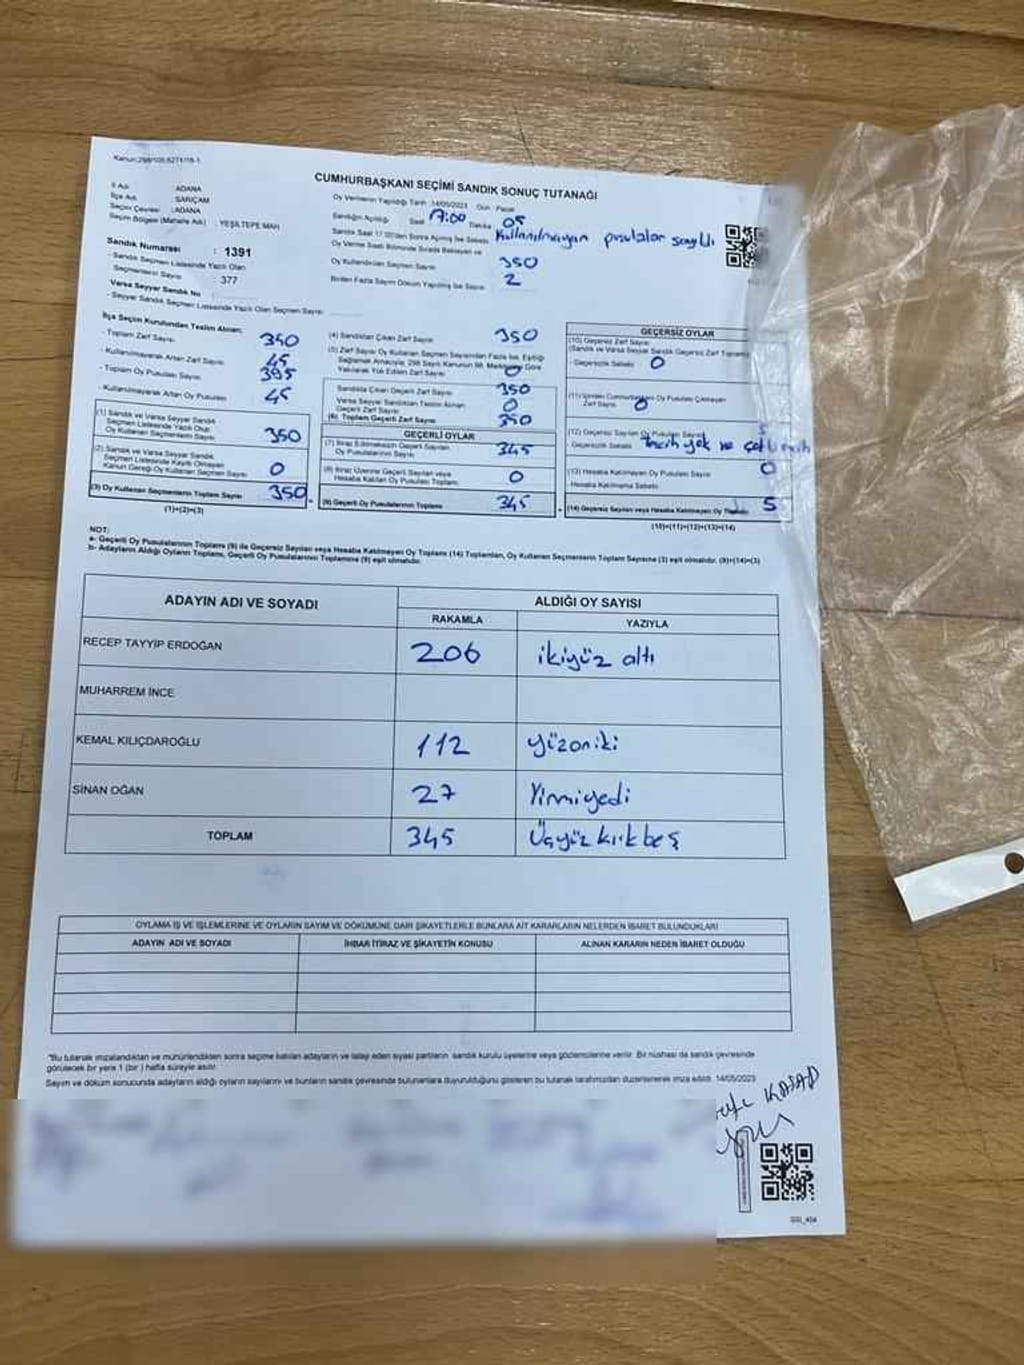 Kanun:298/105,6271/18-1
CUMHURBAŞKANI SEÇİMİ SANDIK SONUÇ TUTANAĞI
İl Adı : ADANA
İlçe Adı : SARIÇAM
Seçim Çevresi : ADANA
Seçim Bölgesi (Mahalle Adı) : YEŞİLTEPE MAH
Sandık Numarası : 1391
- Sandık Seçmen Listesinde Yazılı Olan
Seçmenlerin Sayısı : 377
Varsa Seyyar Sandık No
- Seyyar Sandık Seçmen Listesinde Yazılı Olan Seçmen Sayısı
Oy Vermenin Yapıldığı Tarih :14/05/2023 Gün : Pazar
Sandığın Açıldığı Saat 17:00 Dakika 05
Sandık Saat 17.00'den Sonra Açılmış İse Sebebi Kullanılmayan pusulalar sayıldı
Oy Verme Saati Bitiminde Sırada Bekleyen ve
Oy Kullandırılan Seçmen Sayısı 350
Birden Fazla Sayım Döküm Yapılmış İse Sayısı 2
İlçe Seçim Kurulundan Teslim Alınan;
- Toplam Zarf Sayısı 350
- Kullanılmayarak Artan Zarf Sayısı 45
- Toplam Oy Pusulası Sayısı 395
- Kullanılmayarak Artan Oy Pusulası 45
(1) Sandık ve Varsa Seyyar Sandık
Seçmen Listesinde Yazılı Olup
Oy Kullanan Seçmenlerin Sayısı 350
(2) Sandık ve Varsa Seyyar Sandık
Seçmen Listesinde Kayıtlı Olmayan
Kanun Gereği Oy Kullanan Seçmen Sayısı 0
(3) Oy Kullanan Seçmenlerin Toplam Sayısı 350
(1)+(2)=(3)
(4) Sandıktan Çıkan Zarf Sayısı 350
(5) Zarf Sayısı Oy Kullanan Seçmen Sayısından Fazla İse, Eşitliği
Sağlamak Amacıyla; 298 Sayılı Kanunun 98. Maddesine Göre
Yakılarak Yok Edilen Zarf Sayısı 0
Sandıkta Çıkan Geçerli Zarf Sayısı 350
Varsa Seyyar Sandıktan Teslim Alınan
Geçerli Zarf Sayısı 0
(6) Toplam Geçerli Zarf Sayısı 350
GEÇERLİ OYLAR
(7) İtiraz Edilmeksizin Geçerli Sayılan
Oy Pusulalarının Sayısı 345
(8) İtiraz Üzerine Geçerli Sayılan veya
Hesaba Katılan Oy Pusulası Toplamı 0
(9) Geçerli Oy Pusulalarının Toplamı 345
GEÇERSİZ OYLAR
(10) Geçersiz Zarf Sayısı
(Sandık ve Varsa Seyyar Sandık Geçersiz Zarf Toplamı)
- Geçersizlik Sebebi 0
Zarf Sayısı 0
(12) Geçersiz Sayılan Oy Pusulası Sayısı 5
- Geçersizlik Sebebi tercih yok ve
(13) Hesaba Katılmayan Oy Pusulası Sayısı 0
Hesaba Katılmama Sebebi
(14) Geçersiz Sayılan veya Hesaba Katılmayan Oy Toplamı 5
(10)+(11)+(12)+(13)=(14)
NOT:
a- Geçerli Oy Pusulalarının Toplamı (9) ile Geçersiz Sayılan veya Hesaba Katılmayan Oy Toplamı (14) Toplamları, Oy Kullanan Seçmenlerin Toplam Sayısına (3) eşit olmalıdır. (9)+(14)=(3)
b- Adayların Aldığı Oyların Toplamı, Geçerli Oy Pusulalarının Toplamına (9) eşit olmalıdır.
ADAYIN ADI VE SOYADI ALDIĞI OY SAYISI
RAKAMLA YAZIYLA
RECEP TAYYİP ERDOĞAN 206 ikiyüz altı
MUHARREM İNCE
KEMAL KILIÇDAROĞLU 112 yüzoniki
SİNAN OĞAN 27 Yirmiyedi
TOPLAM 345 Üçyüz kırkbeş
OYLAMA İŞ VE İŞLEMLERİNE VE OYLARIN SAYIM VE DÖKÜMÜNE DAİR ŞİKAYETLERLE BUNLARA AİT KARARLARIN NELERDEN İBARET BULUNDUKLARI
ADAYIN ADI VE SOYADI İHBAR İTİRAZ VE ŞİKAYETİN KONUSU ALINAN KARARIN NEDEN İBARET OLDUĞU
"Bu tutanak imzalandıktan ve mühürlendikten sonra seçime katılan adayların ve talep eden siyasi partilerin sandık kurulu üyelerine veya gözlemcilerine verilir. Bir nüshası da sandık çevresinde
görülecek bir yere 1 (bir) hafta süreyle asılır.
Sayım ve döküm sonucunda adayların aldığı oyların sayılarını ve bunların sandık çevresinde bulunanlara duyurulduğunu gösteren bu tutanak tarafımızdan düzenlenerek imza edildi. 14/05/2023